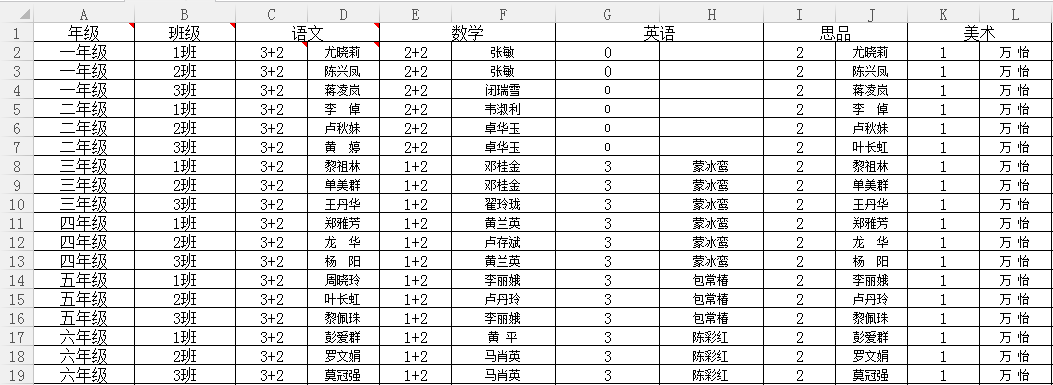 A B C D E F G H I J K L
1 年级 班级 语文 数学 英语 思品 美术
2 一年级 1班 3+2 尤晓莉 2+2 张敏 0 2 尤晓莉 1 万 怡
3 一年级 2班 3+2 陈兴凤 2+2 张敏 0 2 陈兴凤 1 万 怡
4 一年级 3班 3+2 蒋凌岚 2+2 闭瑞雪 0 2 蒋凌岚 1 万 怡
5 二年级 1班 3+2 李 倬 2+2 韦淑利 0 2 李 倬 1 万 怡
6 二年级 2班 3+2 卢秋妹 2+2 卓华玉 0 2 卢秋妹 1 万 怡
7 二年级 3班 3+2 黄 婷 2+2 卓华玉 0 2 叶长虹 1 万 怡
8 三年级 1班 3+2 黎祖林 1+2 邓桂金 3 蒙冰鸾 2 黎祖林 1 万 怡
9 三年级 2班 3+2 单美群 1+2 邓桂金 3 蒙冰鸾 2 单美群 1 万 怡
10 三年级 3班 3+2 王丹华 1+2 翟玲珑 3 蒙冰鸾 2 王丹华 1 万 怡
11 四年级 1班 3+2 郑雅芳 1+2 黄兰英 3 蒙冰鸾 2 郑雅芳 1 万 怡
12 四年级 2班 3+2 龙 华 1+2 卢存斌 3 蒙冰鸾 2 龙 华 1 万 怡
13 四年级 3班 3+2 杨 阳 1+2 黄兰英 3 蒙冰鸾 2 杨 阳 1 万 怡
14 五年级 1班 3+2 周晓玲 1+2 李丽娥 3 包常椿 2 李丽娥 1 万 怡
15 五年级 2班 3+2 叶长虹 1+2 卢丹玲 3 包常椿 2 卢丹玲 1 万 怡
16 五年级 3班 3+2 黎佩珠 1+2 李丽娥 3 包常椿 2 黎佩珠 1 万 怡
17 六年级 1班 3+2 彭爱群 1+2 黄 平 3 陈彩红 2 彭爱群 1 万 怡
18 六年级 2班 3+2 罗文娟 1+2 马肖英 3 陈彩红 2 罗文娟 1 万 怡
19 六年级 3班 3+2 莫冠强 1+2 马肖英 3 陈彩红 2 莫冠强 1 万 怡